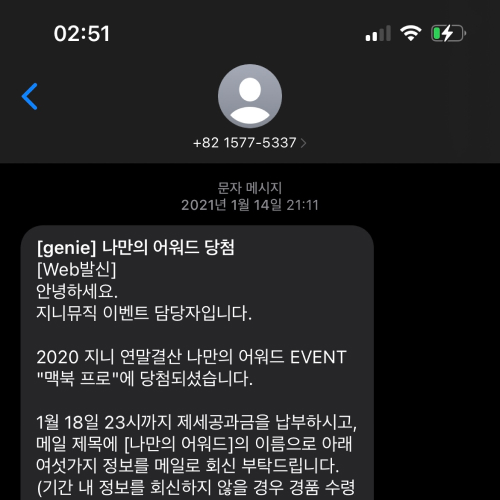 02:51
+82 1577-5337
문자 메시지
2021년 1월 14일 21:11
[genie] 나만의 어워드 당첨
[Web발신]
안녕하세요.
지니뮤직 이벤트 담당자입니다.
2020 지니 연말결산 나만의 어워드 EVENT
"맥북 프로"에 당첨되셨습니다.
1월 18일 23시까지 제세공과금을 납부하시고,
메일 제목에 [나만의 어워드]의 이름으로 아래
여섯가지 정보를 메일로 회신 부탁드립니다.
(기간 내 정보를 회신하지 않을 경우 경품 수령